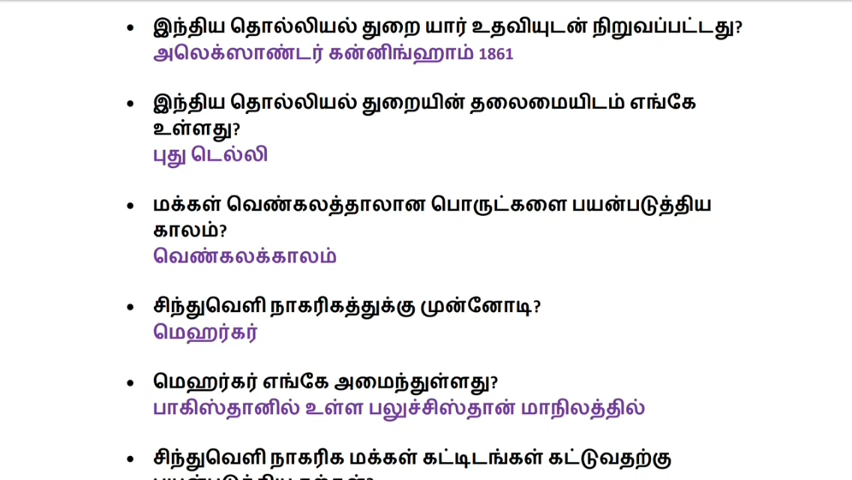 • இந்திய தொல்லியல் துறை யார் உதவியுடன் நிறுவப்பட்டது?
அலெக்ஸாண்டர் கன்னிங்ஹாம் 1861
• இந்திய தொல்லியல் துறையின் தலைமையிடம் எங்கே
உள்ளது?
புது டெல்லி
• மக்கள் வெண்கலத்தாலான பொருட்களை பயன்படுத்திய
காலம்?
வெண்கலக்காலம்
• சிந்துவெளி நாகரிகத்துக்கு முன்னோடி?
மெஹர்கர்
• மெஹர்கர் எங்கே அமைந்துள்ளது?
பாகிஸ்தானில் உள்ள பலுச்சிஸ்தான் மாநிலத்தில்
• சிந்துவெளி நாகரிக மக்கள் கட்டிடங்கள் கட்டுவதற்கு